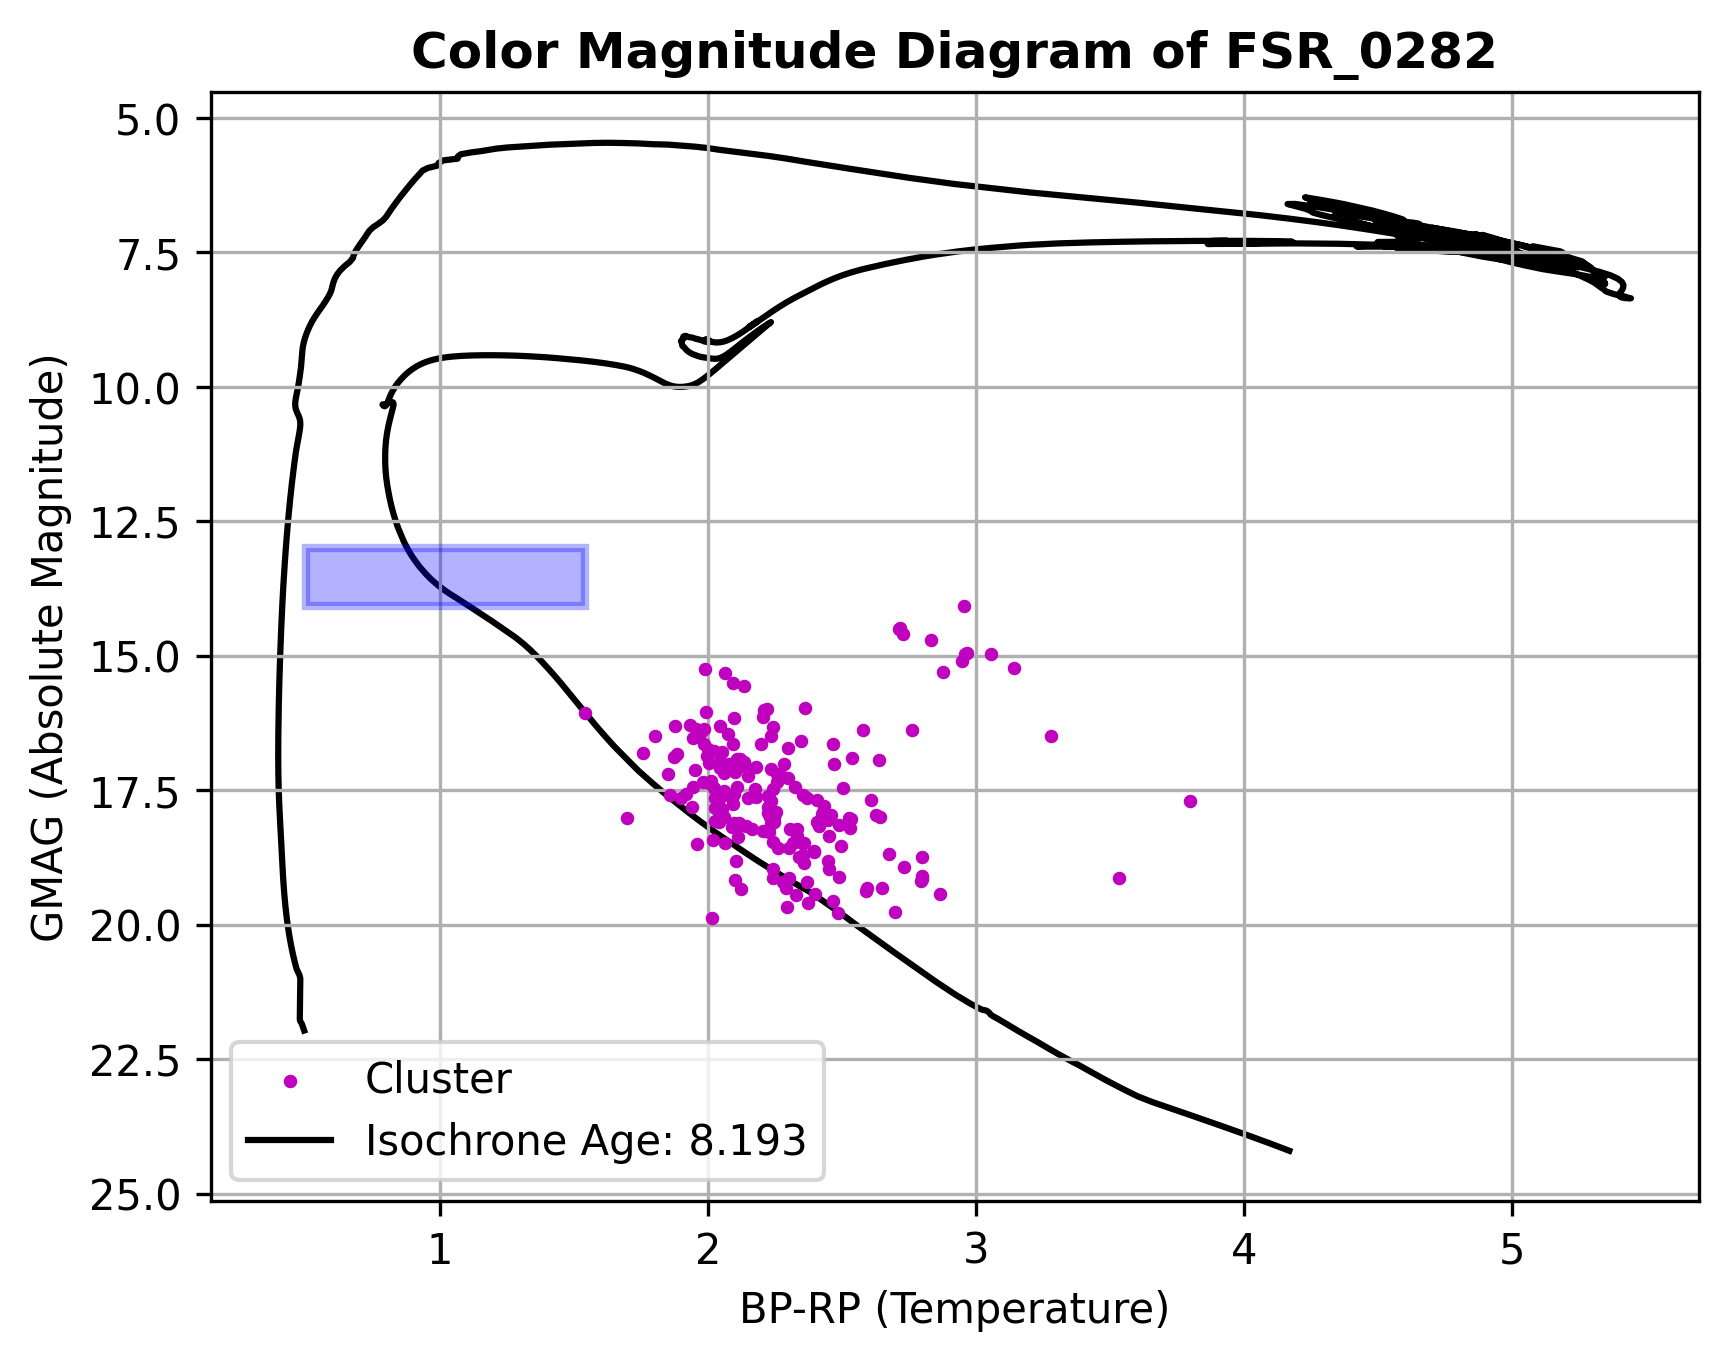 Color Magnitude Diagram of FSR_0282
GMAG (Absolute Magnitude)
5.0
7.5
10.0
12.5
15.0
17.5
20.0
22.5
25.0
Cluster
Isochrone Age: 8.193
1 2 3 4 5
BP-RP (Temperature)